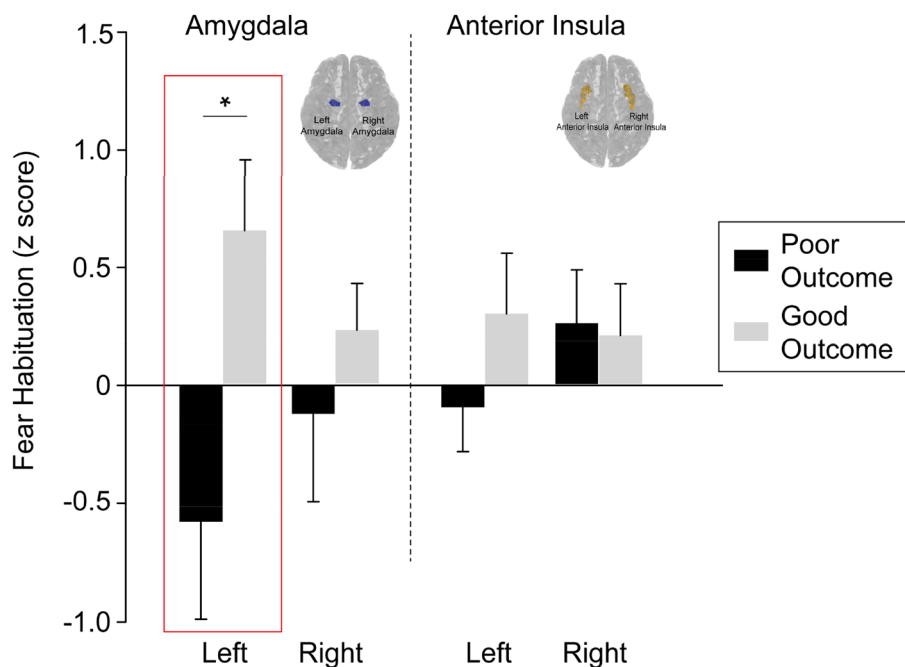 Amygdala
Anterior Insula
1.5
1.0
0.5
0
-0.5
-1.0
Fear Habituation (z score)
*
Left
Amygdala
Right
Amygdala
Left
Anterior Insula
Right
Anterior Insula
Poor
Outcome
Good
Outcome
Left
Right
Left
Right